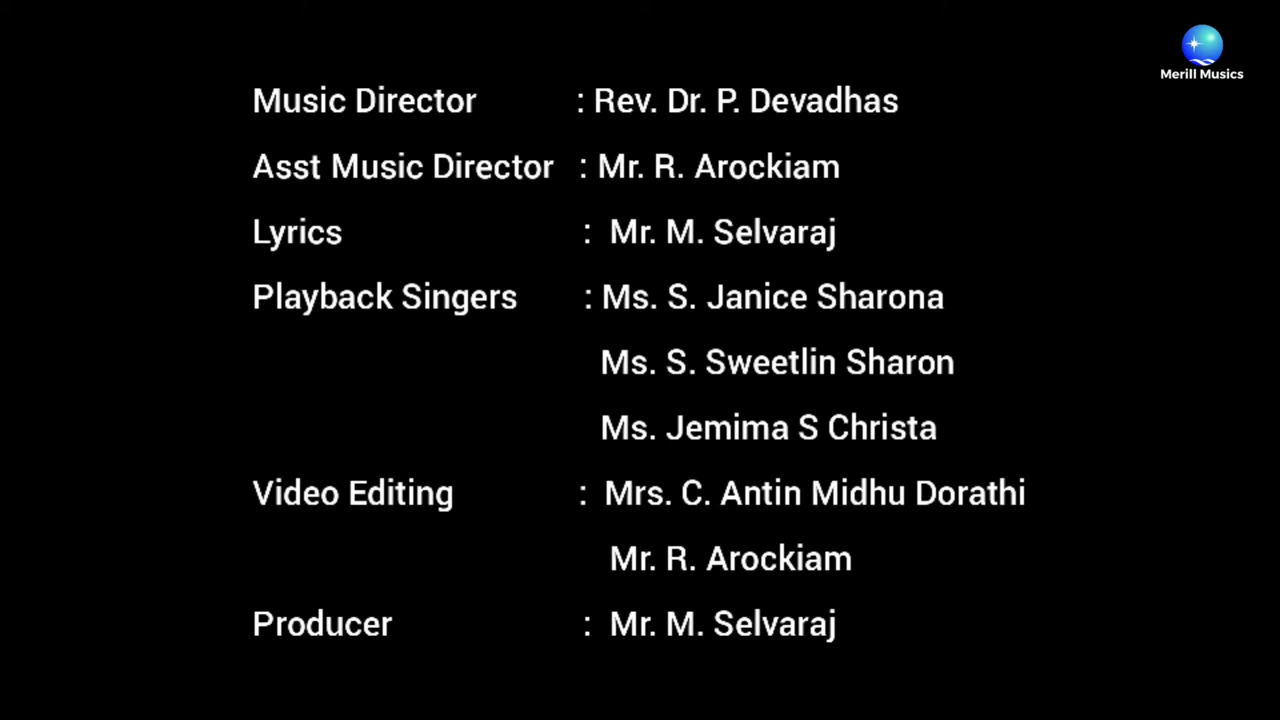 Merill Musics
Music Director : Rev. Dr. P. Devadhas
Asst Music Director : Mr. R. Arockiam
Lyrics : Mr. M. Selvaraj
Playback Singers : Ms. S. Janice Sharona
Ms. S. Sweetlin Sharon
Ms. Jemima S Christa
Video Editing : Mrs. C. Antin Midhu Dorathi
Mr. R. Arockiam
Producer : Mr. M. Selvaraj